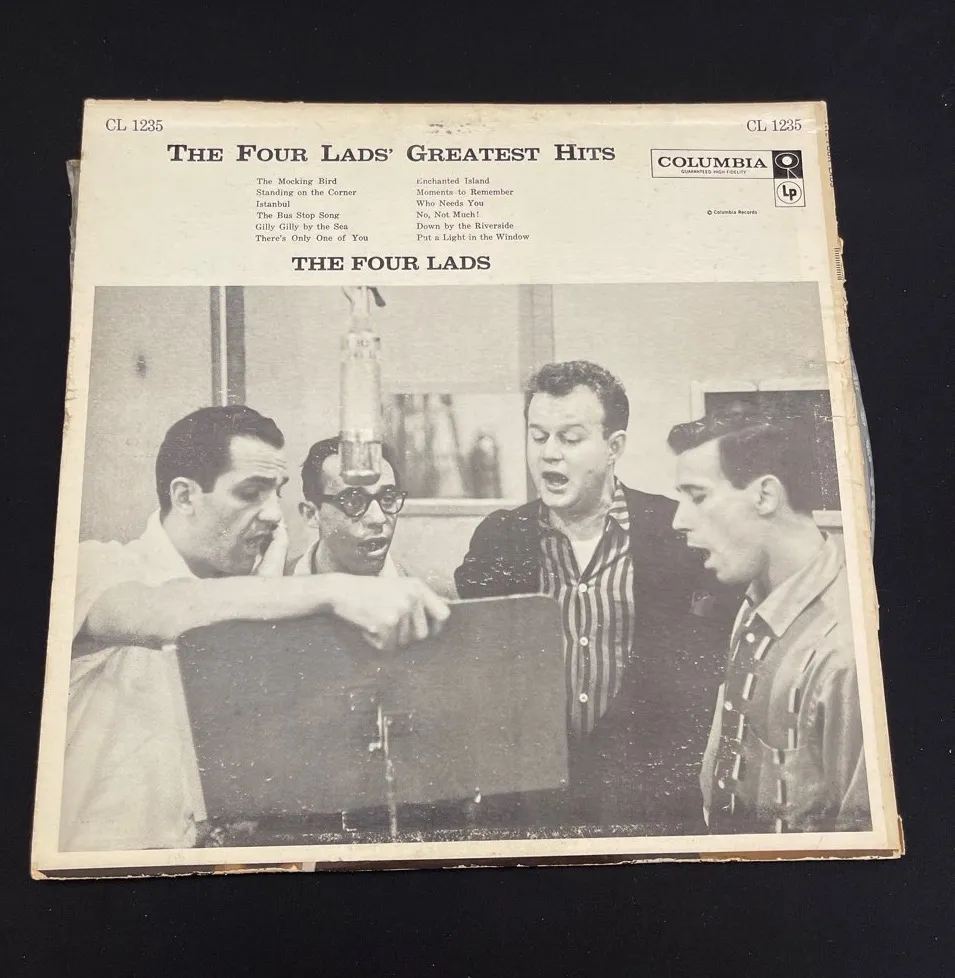 CL 1235
CL 1235
THE FOUR LADS' GREATEST HITS
COLUMBIA
GUARANTEED HIGH FIDELITY
Lp
© Columbia Records
The Mocking Bird
Standing on the Corner
Istanbul
The Bus Stop Song
Gilly Gilly by the Sea
There's Only One of You
Enchanted Island
Moments to Remember
Who Needs You
No, Not Much!
Down by the Riverside
Put a Light in the Window
THE FOUR LADS